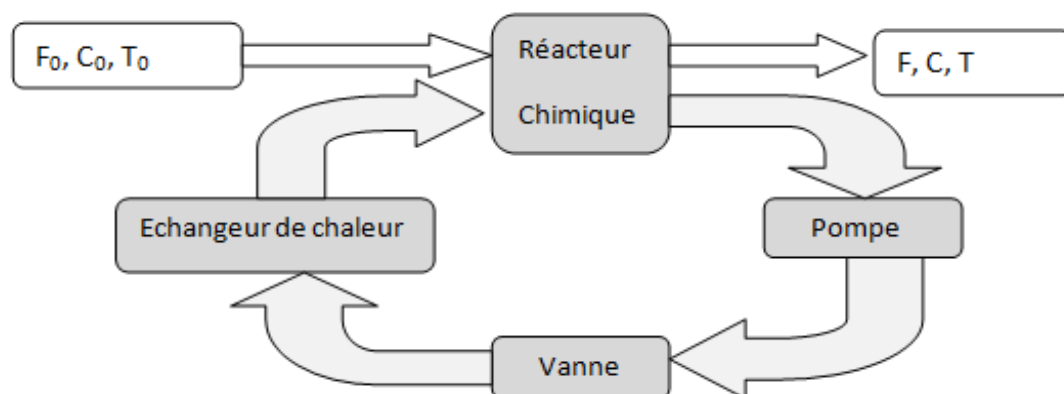 F₀, C₀, T₀
Réacteur
Chimique
F, C, T
Echangeur de chaleur
Pompe
Vanne